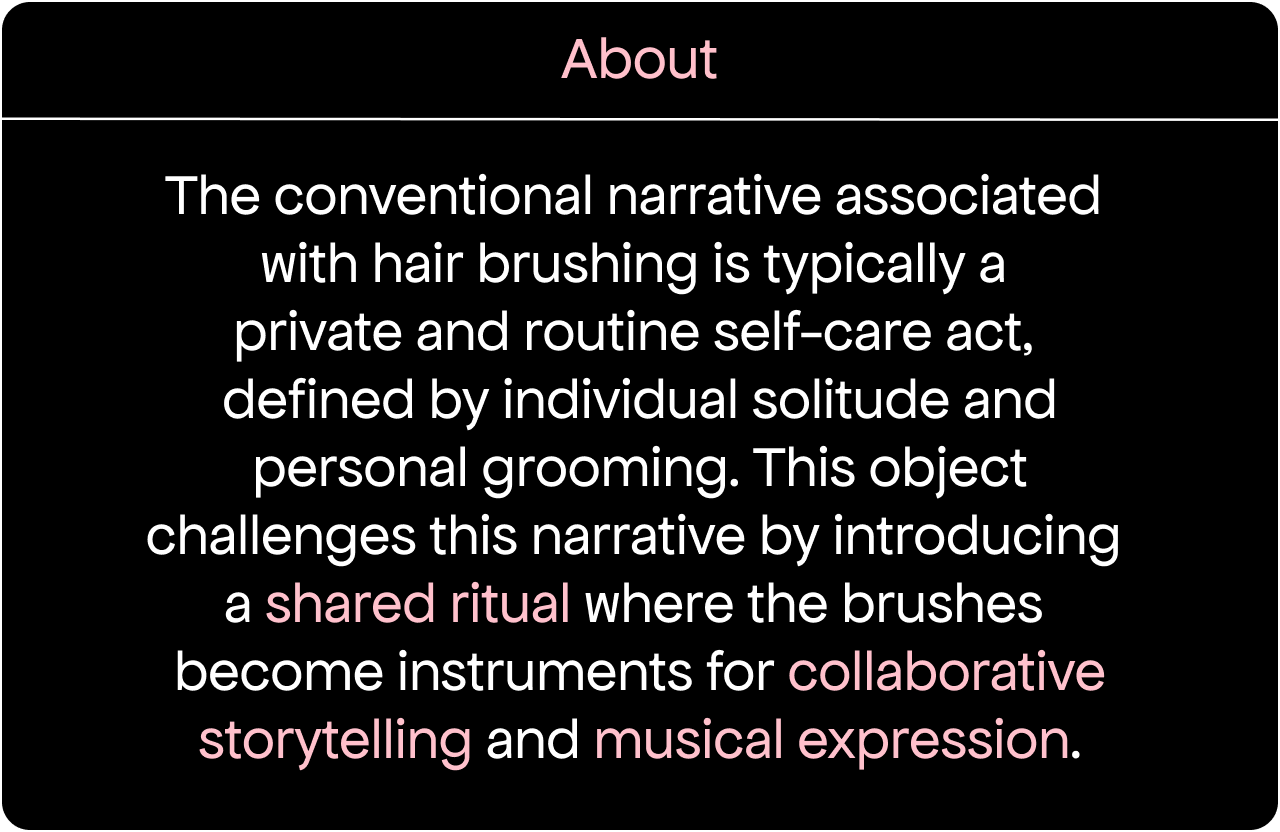 About
The conventional narrative associated
with hair brushing is typically a
private and routine self-care act,
defined by individual solitude and
personal grooming. This object
challenges this narrative by introducing
a shared ritual where the brushes
become instruments for collaborative
storytelling and musical expression.